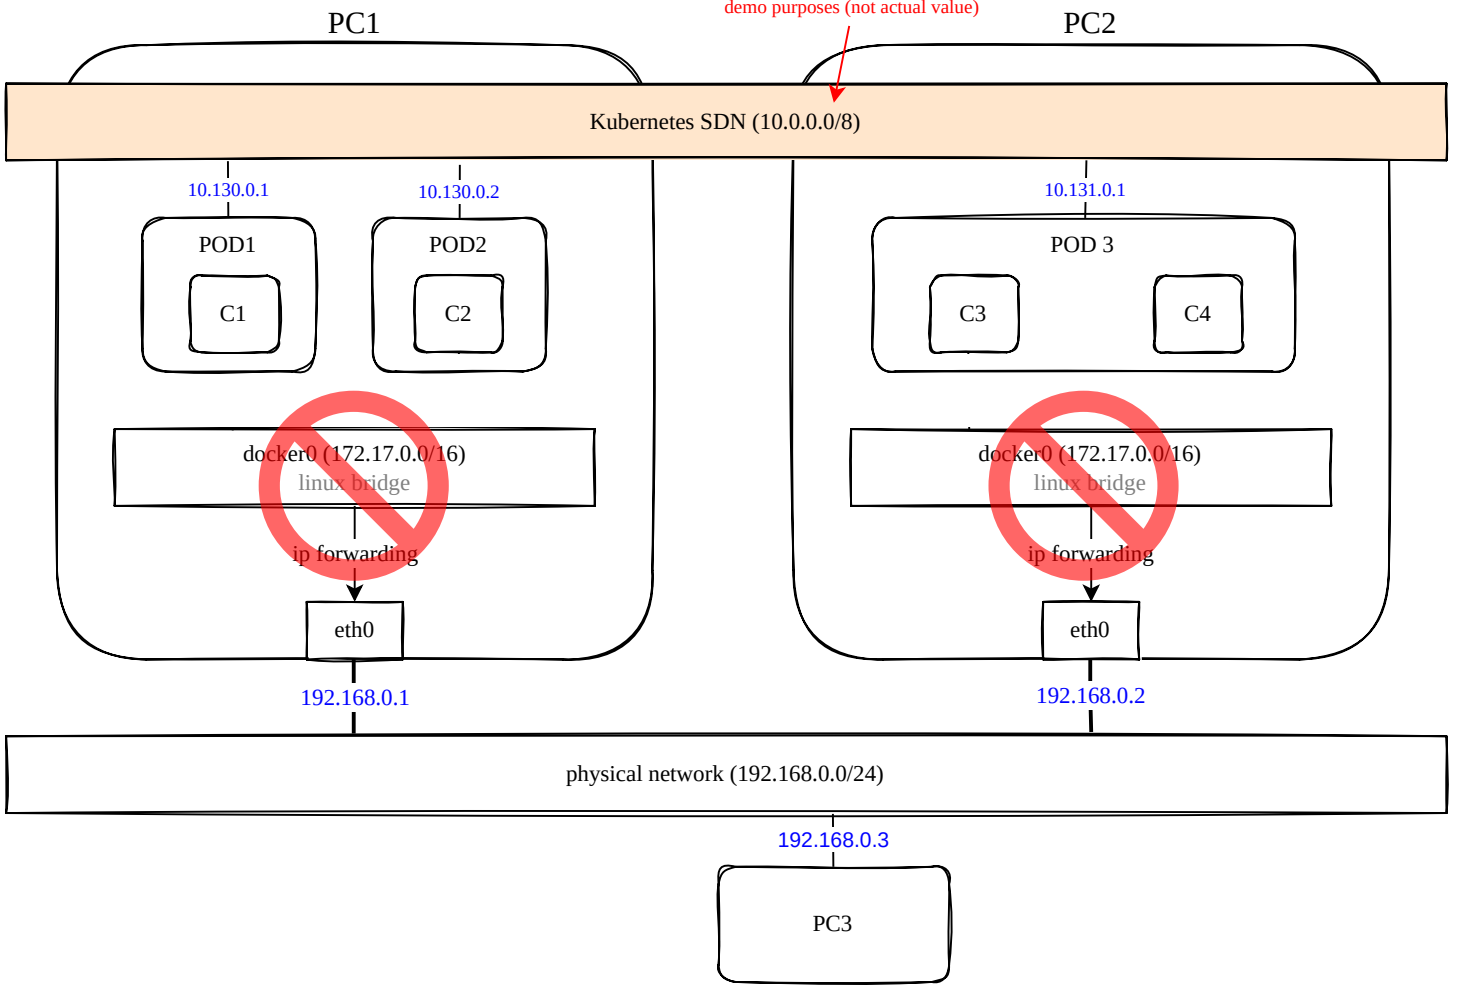 demo purposes (not actual value)
PC1
PC2
Kubernetes SDN (10.0.0.0/8)
10.130.0.1
10.130.0.2
10.131.0.1
POD1
POD2
POD 3
C1
C2
C3
C4
docker0 (172.17.0.0/16)
linux bridge
docker0 (172.17.0.0/16)
linux bridge
ip forwarding
ip forwarding
eth0
eth0
192.168.0.1
192.168.0.2
physical network (192.168.0.0/24)
192.168.0.3
PC3